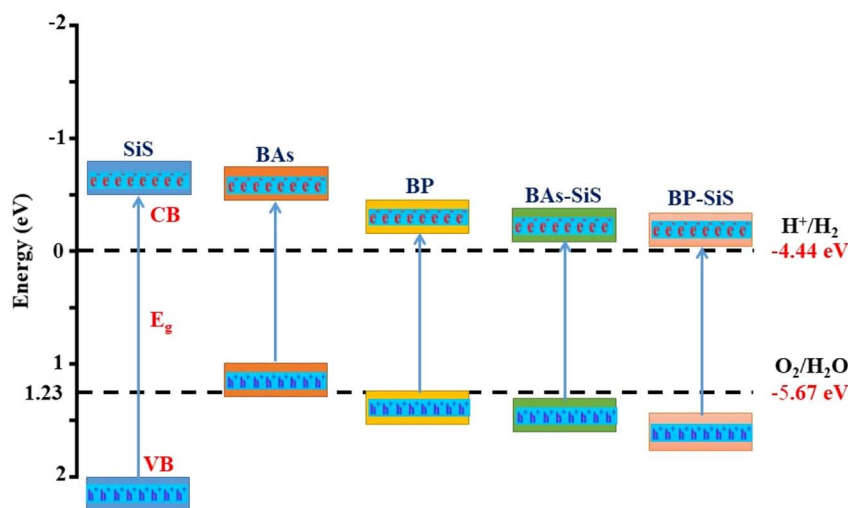 -2
-1
0
1
1.23
2
Energy (eV)
SiS
BAs
BP
BAs-SiS
BP-SiS
e⁻ e⁻ e⁻ e⁻ e⁻ e⁻ e⁻ e⁻
e⁻ e⁻ e⁻ e⁻ e⁻ e⁻ e⁻ e⁻
e⁻ e⁻ e⁻ e⁻ e⁻ e⁻ e⁻
e⁻ e⁻ e⁻ e⁻ e⁻ e⁻ e⁻ e⁻
e⁻ e⁻ e⁻ e⁻ e⁻ e⁻ e⁻ e⁻
CB
H⁺/H₂
-4.44 eV
E_g
O₂/H₂O
-5.67 eV
h⁺ h⁺ h⁺ h⁺ h⁺ h⁺ h⁺
h⁺ h⁺ h⁺ h⁺ h⁺ h⁺ h⁺
h⁺ h⁺ h⁺ h⁺ h⁺ h⁺ h⁺
h⁺ h⁺ h⁺ h⁺ h⁺ h⁺ h⁺
VB
h⁺ h⁺ h⁺ h⁺ h⁺ h⁺ h⁺